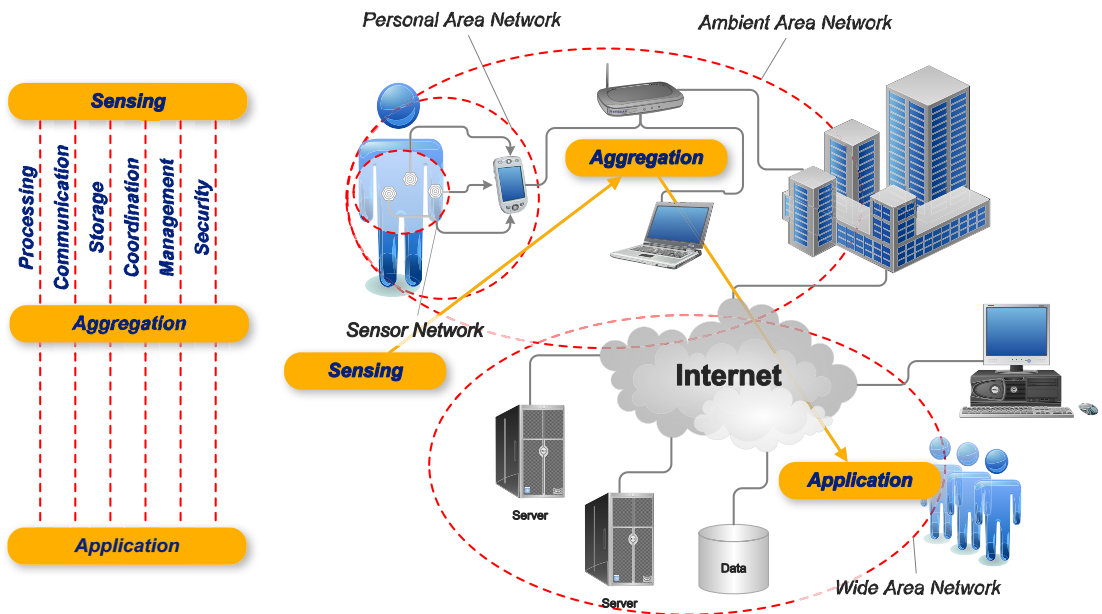 Personal Area Network
Ambient Area Network
Sensing
Processing
Communication
Storage
Coordination
Management
Security
Aggregation
Application
Aggregation
Sensor Network
Sensing
Internet
Application
Server
Server
Data
Wide Area Network